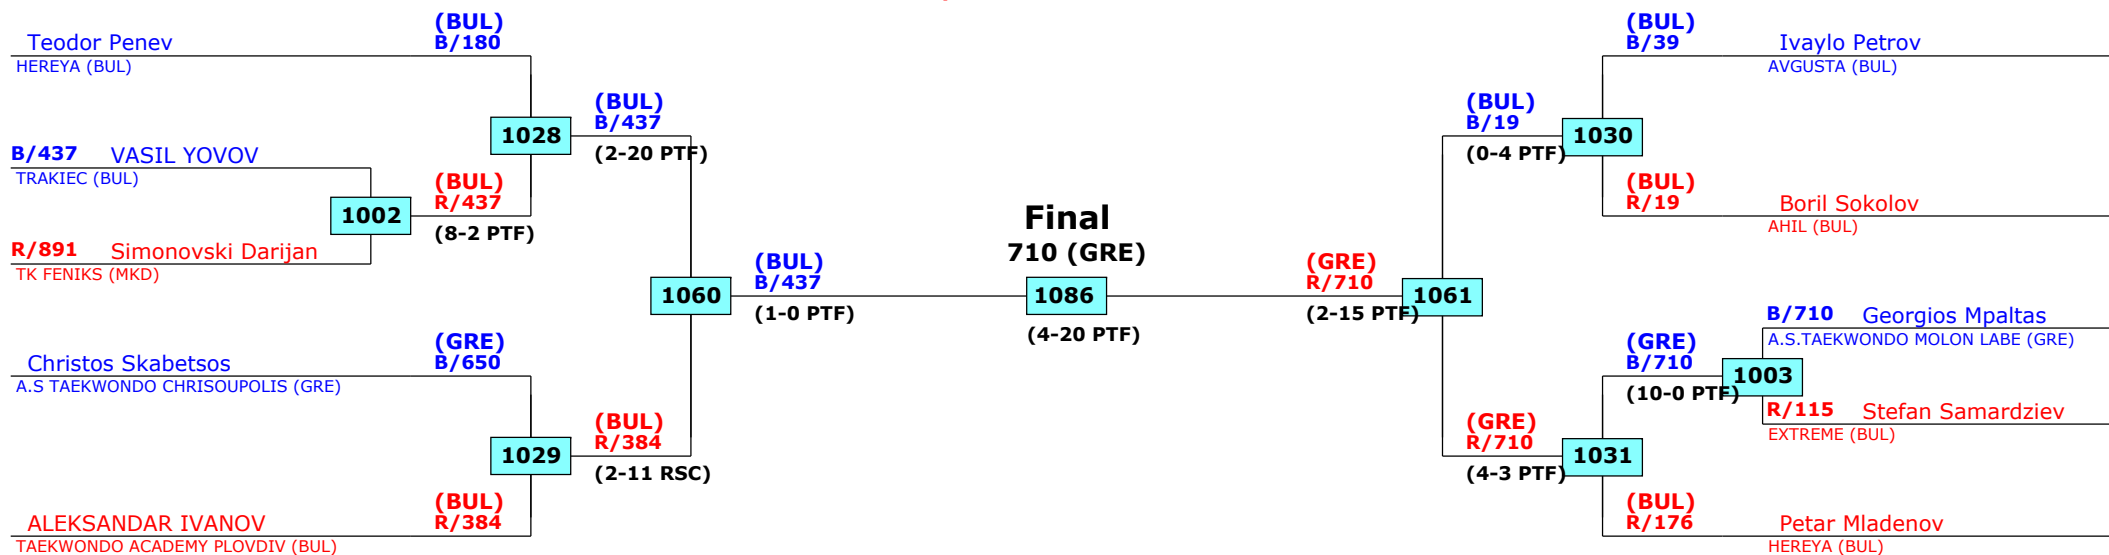 (BUL)
B/180
Teodor Penev
HEREYA (BUL)
(BUL)
B/39
Ivaylo Petrov
AVGUSTA (BUL)
1028
(BUL)
B/437
(2-20 PTF)
(BUL)
B/19
(0-4 PTF)
1030
B/437 VASIL YOVOV
TRAKIEC (BUL)
1002
(BUL)
R/437
(8-2 PTF)
(BUL)
R/19
Boril Sokolov
AHIL (BUL)
R/891 Simonovski Darijan
TK FENIKS (MKD)
Final
710 (GRE)
1060
(BUL)
B/437
(1-0 PTF)
1086
(4-20 PTF)
(GRE)
R/710
(2-15 PTF)
1061
B/710 Georgios Mpaltas
A.S.TAEKWONDO MOLON LABE (GRE)
Christos Skabetsos
A.S TAEKWONDO CHRISOUPOLIS (GRE)
(GRE)
B/650
(GRE)
B/710
(10-0 PTF)
1003
R/115 Stefan Samardziev
EXTREME (BUL)
1029
(BUL)
R/384
(2-11 RSC)
(GRE)
R/710
(4-3 PTF)
1031
(BUL)
R/384
ALEKSANDAR IVANOV
TAEKWONDO ACADEMY PLOVDIV (BUL)
(BUL)
R/176
Petar Mladenov
HEREYA (BUL)